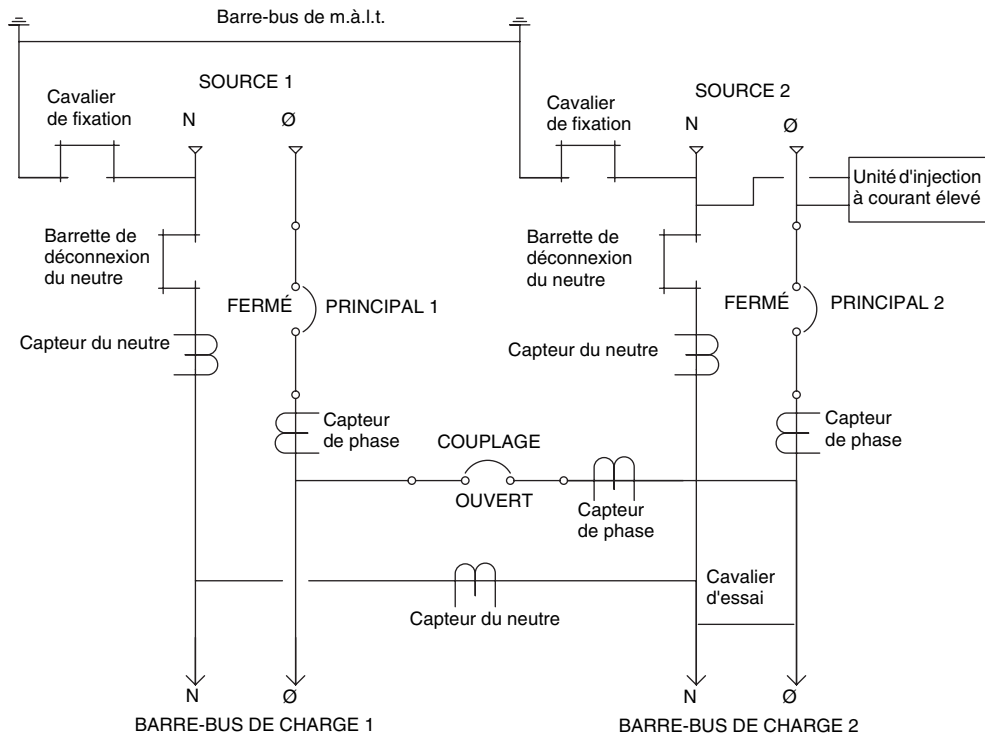 Barre-bus de m.à.l.t.
SOURCE 1
SOURCE 2
Cavalier
de fixation
N
Ø
Cavalier
de fixation
N
Ø
Unité d'injection
à courant élevé
Barrette de
déconnexion
du neutre
FERMÉ
PRINCIPAL 1
Barrette de
déconnexion
du neutre
FERMÉ
PRINCIPAL 2
Capteur du neutre
Capteur du neutre
Capteur
de phase
COUPLAGE
OUVERT
Capteur
de phase
Capteur
de phase
Capteur du neutre
Cavalier
d'essai
N
Ø
N
Ø
BARRE-BUS DE CHARGE 1
BARRE-BUS DE CHARGE 2